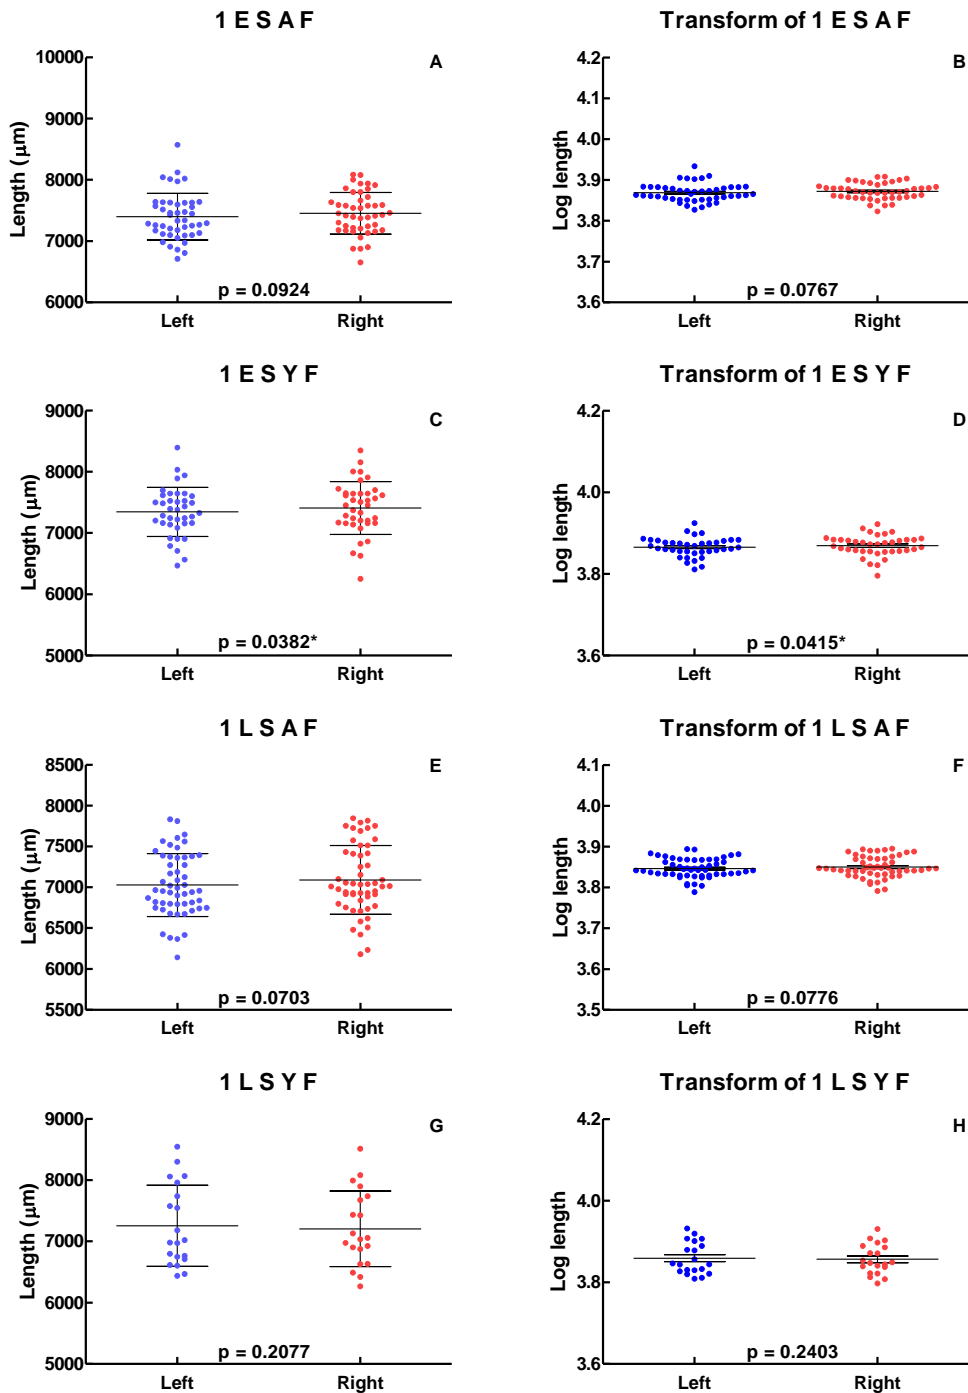 1 E S A F
A
10000
9000
8000
7000
6000
Length (µm)
p = 0.0924
Left
Right
Transform of 1 E S A F
B
4.2
4.1
4.0
3.9
3.8
3.7
3.6
Log length
p = 0.0767
Left
Right
1 E S Y F
C
9000
8000
7000
6000
5000
Length (µm)
p = 0.0382*
Left
Right
Transform of 1 E S Y F
D
4.2
4.0
3.8
3.6
Log length
p = 0.0415*
Left
Right
1 L S A F
E
8500
8000
7500
7000
6500
6000
5500
Length (µm)
p = 0.0703
Left
Right
Transform of 1 L S A F
F
4.1
4.0
3.9
3.8
3.7
3.6
3.5
Log length
p = 0.0776
Left
Right
1 L S Y F
G
9000
8000
7000
6000
5000
Length (µm)
p = 0.2077
Left
Right
Transform of 1 L S Y F
H
4.2
4.0
3.8
3.6
Log length
p = 0.2403
Left
Right